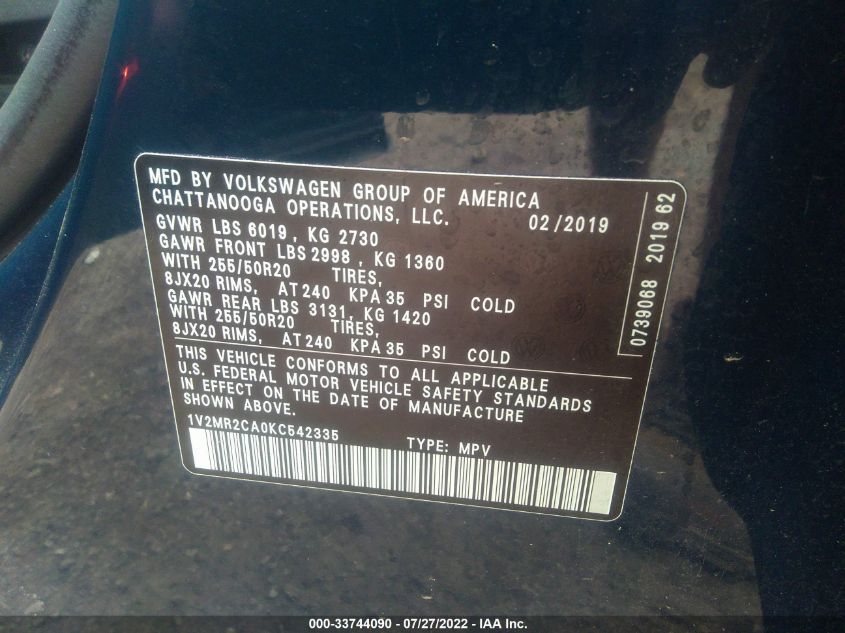 MFD BY VOLKSWAGEN GROUP OF AMERICA
CHATTANOOGA OPERATIONS, LLC. 02/2019
GVWR LBS 6019, KG 2730
GAWR FRONT LBS 2998, KG 1360
WITH 255/50R20 TIRES,
8JX20 RIMS, AT 240 KPA 35 PSI COLD
GAWR REAR LBS 3131, KG 1420
WITH 255/50R20 TIRES,
8JX20 RIMS, AT 240 KPA 35 PSI COLD
THIS VEHICLE CONFORMS TO ALL APPLICABLE
U.S. FEDERAL MOTOR VEHICLE SAFETY STANDARDS
IN EFFECT ON THE DATE OF MANUFACTURE
SHOWN ABOVE.
1V2MR2CA0KC542335 TYPE: MPV
0739068 2019 62
000-33744090 - 07/27/2022 - IAA Inc.